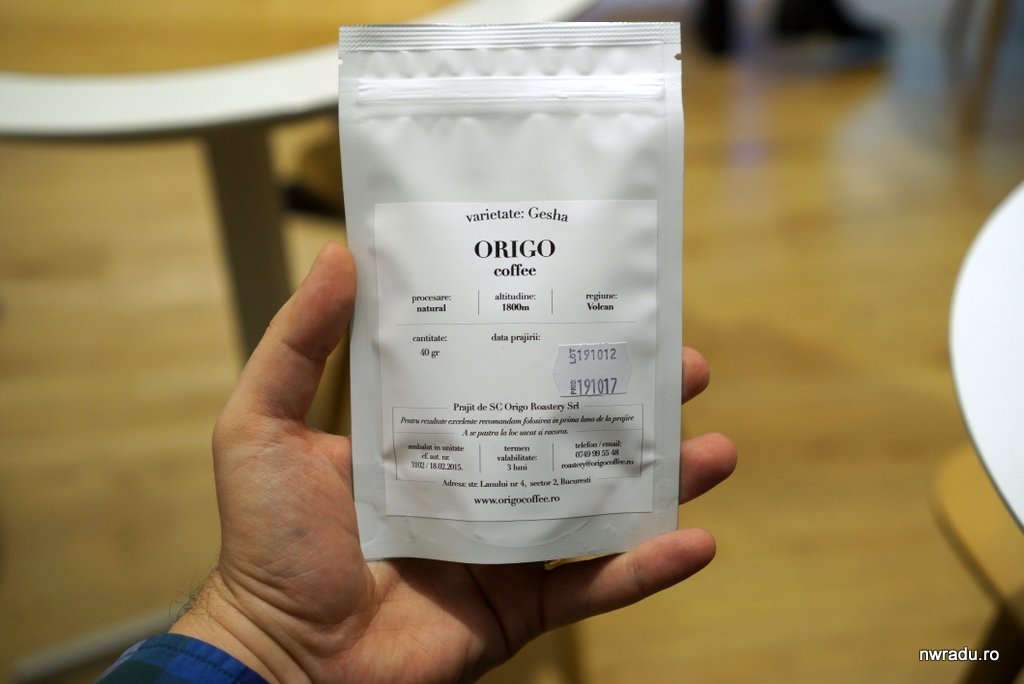 varietate: Gesha
ORIGO
coffee
procesare: altitudine: regiune:
natural 1800m Volcan
cantitate: data prajirii:
40 gr
LOT 191012
191017
Prajit de SC Origo Roastery Srl
Pentru rezultate excelente recomandam folosirea in prima luna de la prajire
A se pastra la loc uscat si racoros.
ambalat in unitate termen telefon / email:
cf. aut. nr. valabilitate: 0749 99 55 48
3102 / 18.02.2015. 3 luni roastery@origocoffee.ro
Adresa: str. Lanului nr 4, sector 2, Bucuresti
www.origocoffee.ro
nwradu.ro